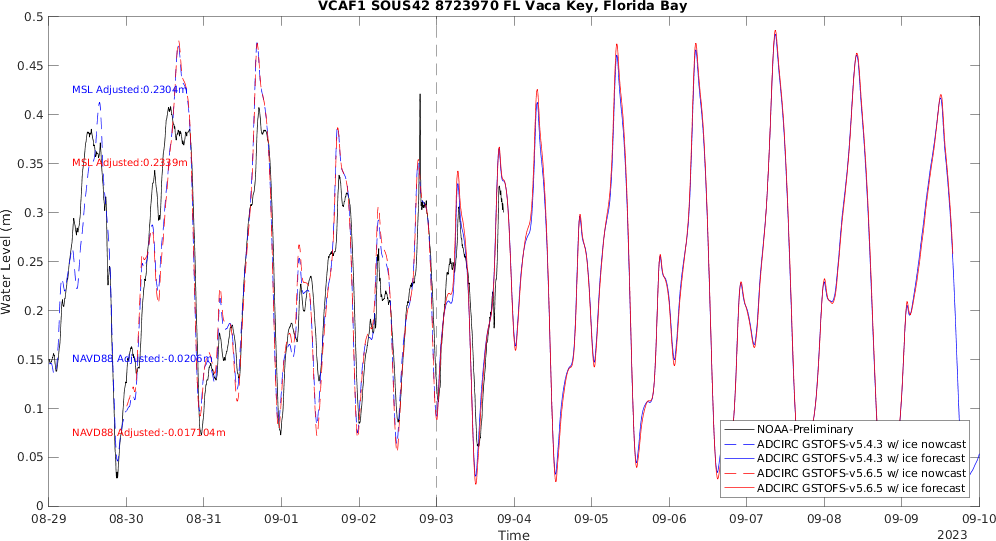 VCAF1 SOUS42 8723970 FL Vaca Key, Florida Bay
Water Level (m)
0.5
0.45
0.4
0.35
0.3
0.25
0.2
0.15
0.1
0.05
0
MSL Adjusted:0.2304m
MSL Adjusted:0.2339m
NAVD88 Adjusted:-0.0206m
NAVD88 Adjusted:-0.017304m
NOAA-Preliminary
ADCIRC GSTOFS-v5.4.3 w/ ice nowcast
ADCIRC GSTOFS-v5.4.3 w/ ice forecast
ADCIRC GSTOFS-v5.6.5 w/ ice nowcast
ADCIRC GSTOFS-v5.6.5 w/ ice forecast
08-29 08-30 08-31 09-01 09-02 09-03 09-04 09-05 09-06 09-07 09-08 09-09 09-10
Time
2023